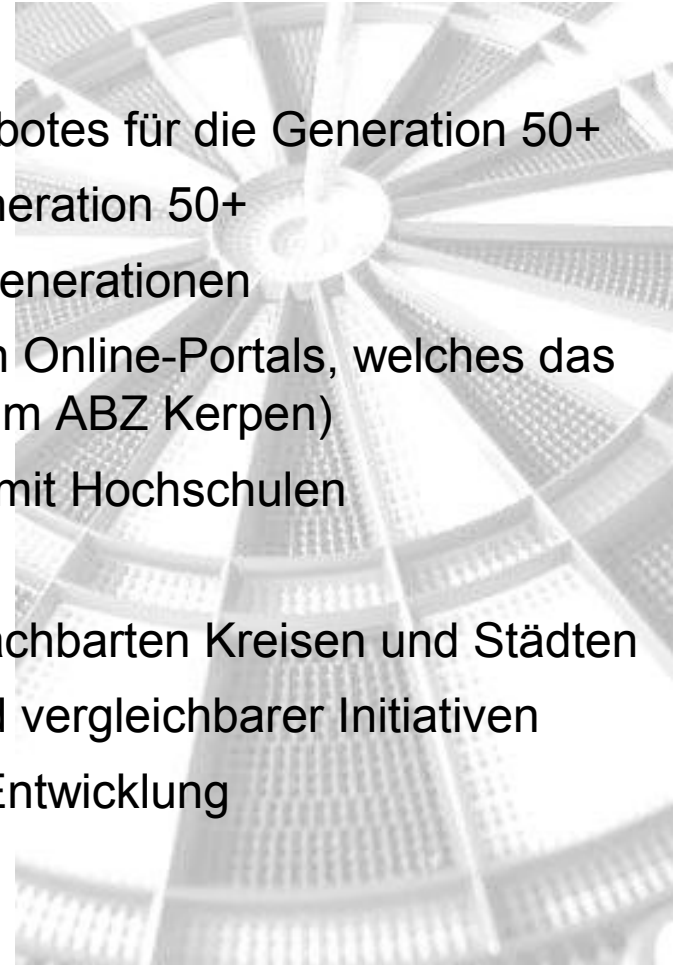 botes für die Generation 50+
neration 50+
enerationen
n Online-Portals, welches das
m ABZ Kerpen)
mit Hochschulen
achbarten Kreisen und Städten
d vergleichbarer Initiativen
Entwicklung